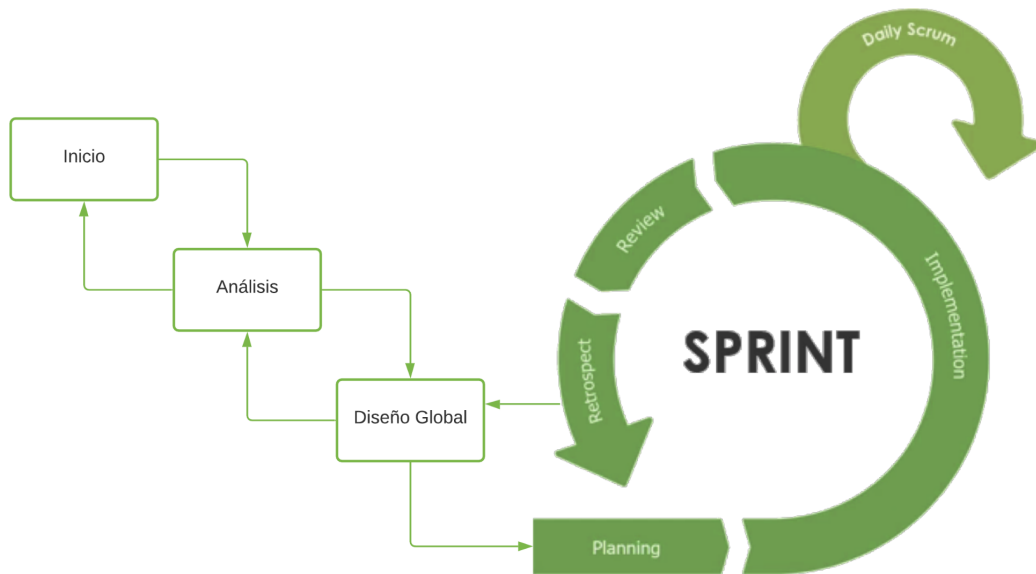 Daily Scrum
Inicio
Review
Análisis
Implementation
SPRINT
Retrospect
Diseño Global
Planning